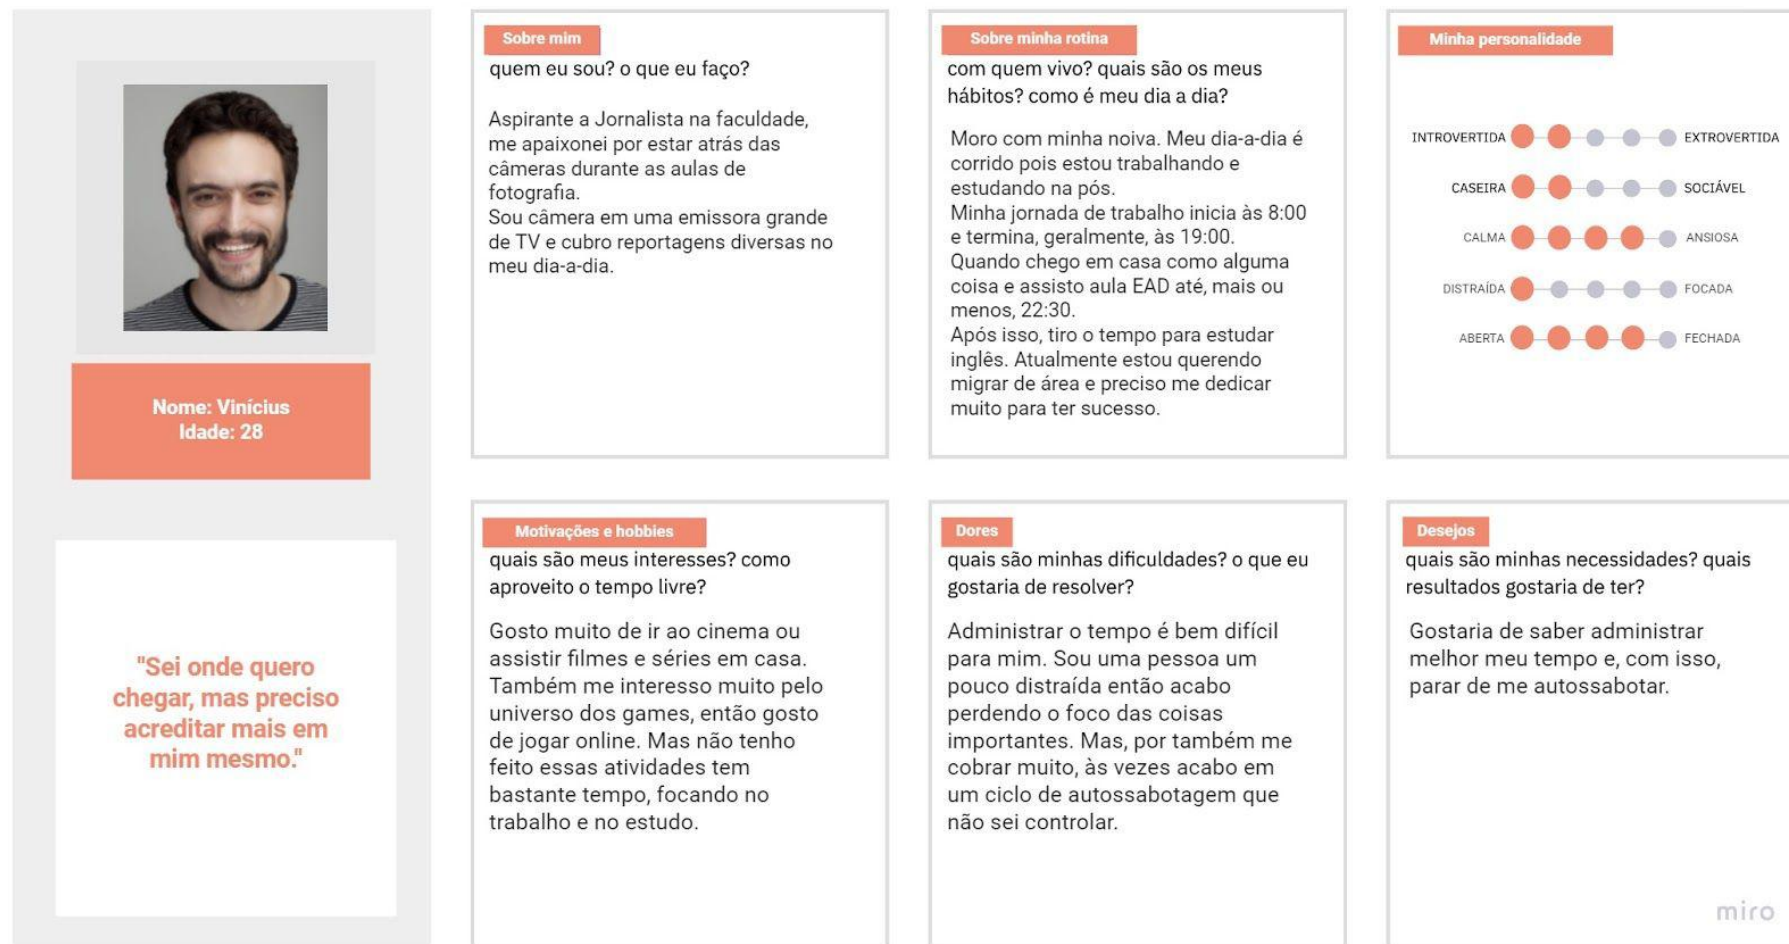 Nome: Vinícius
Idade: 28
"Sei onde quero
chegar, mas preciso
acreditar mais em
mim mesmo."
Sobre mim
quem eu sou? o que eu faço?
Aspirante a Jornalista na faculdade,
me apaixonei por estar atrás das
câmeras durante as aulas de
fotografia.
Sou câmera em uma emissora grande
de TV e cubro reportagens diversas no
meu dia-a-dia.
Sobre minha rotina
com quem vivo? quais são os meus
hábitos? como é meu dia a dia?
Moro com minha noiva. Meu dia-a-dia é
corrido pois estou trabalhando e
estudando na pós.
Minha jornada de trabalho inicia às 8:00
e termina, geralmente, às 19:00.
Quando chego em casa como alguma
coisa e assisto aula EAD até, mais ou
menos, 22:30.
Após isso, tiro o tempo para estudar
inglês. Atualmente estou querendo
migrar de área e preciso me dedicar
muito para ter sucesso.
Minha personalidade
INTROVERTIDA EXTROVERTIDA
CASEIRA SOCIÁVEL
CALMA ANSIOSA
DISTRAÍDA FOCADA
ABERTA FECHADA
Motivações e hobbies
quais são meus interesses? como
aproveito o tempo livre?
Gosto muito de ir ao cinema ou
assistir filmes e séries em casa.
Também me interesso muito pelo
universo dos games, então gosto
de jogar online. Mas não tenho
feito essas atividades tem
bastante tempo, focando no
trabalho e no estudo.
Dores
quais são minhas dificuldades? o que eu
gostaria de resolver?
Administrar o tempo é bem difícil
para mim. Sou uma pessoa um
pouco distraída então acabo
perdendo o foco das coisas
importantes. Mas, por também me
cobrar muito, às vezes acabo em
um ciclo de autossabotagem que
não sei controlar.
Desejos
quais são minhas necessidades? quais
resultados gostaria de ter?
Gostaria de saber administrar
melhor meu tempo e, com isso,
parar de me autossabotar.
miro